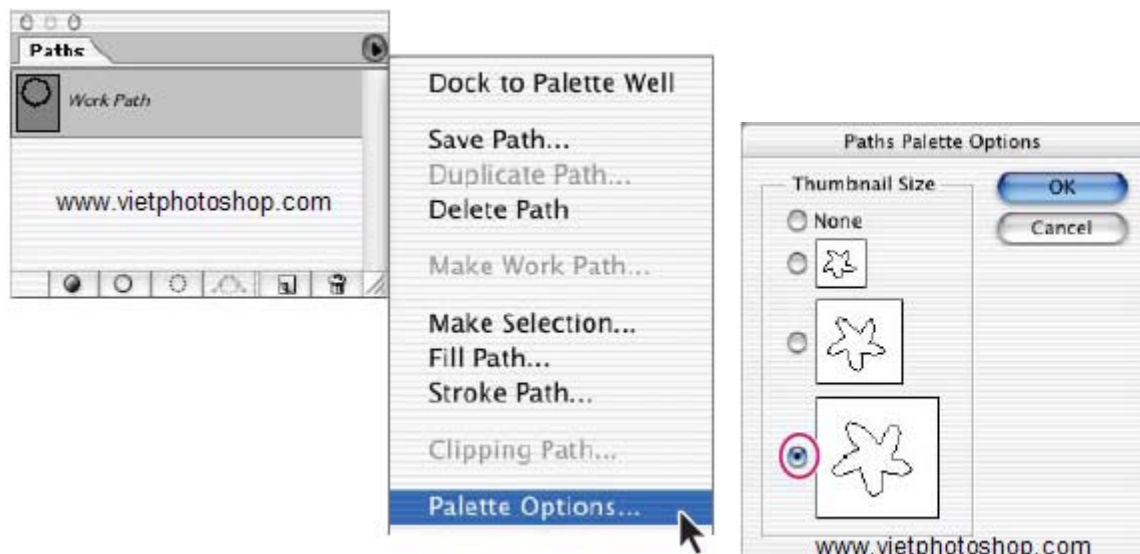 Paths
Work Path
www.vietphotoshop.com
Dock to Palette Well
Save Path...
Duplicate Path...
Delete Path
Make Work Path...
Make Selection...
Fill Path...
Stroke Path...
Clipping Path...
Palette Options...
Paths Palette Options
Thumbnail Size
OK
None
Cancel
www.vietphotoshop.com